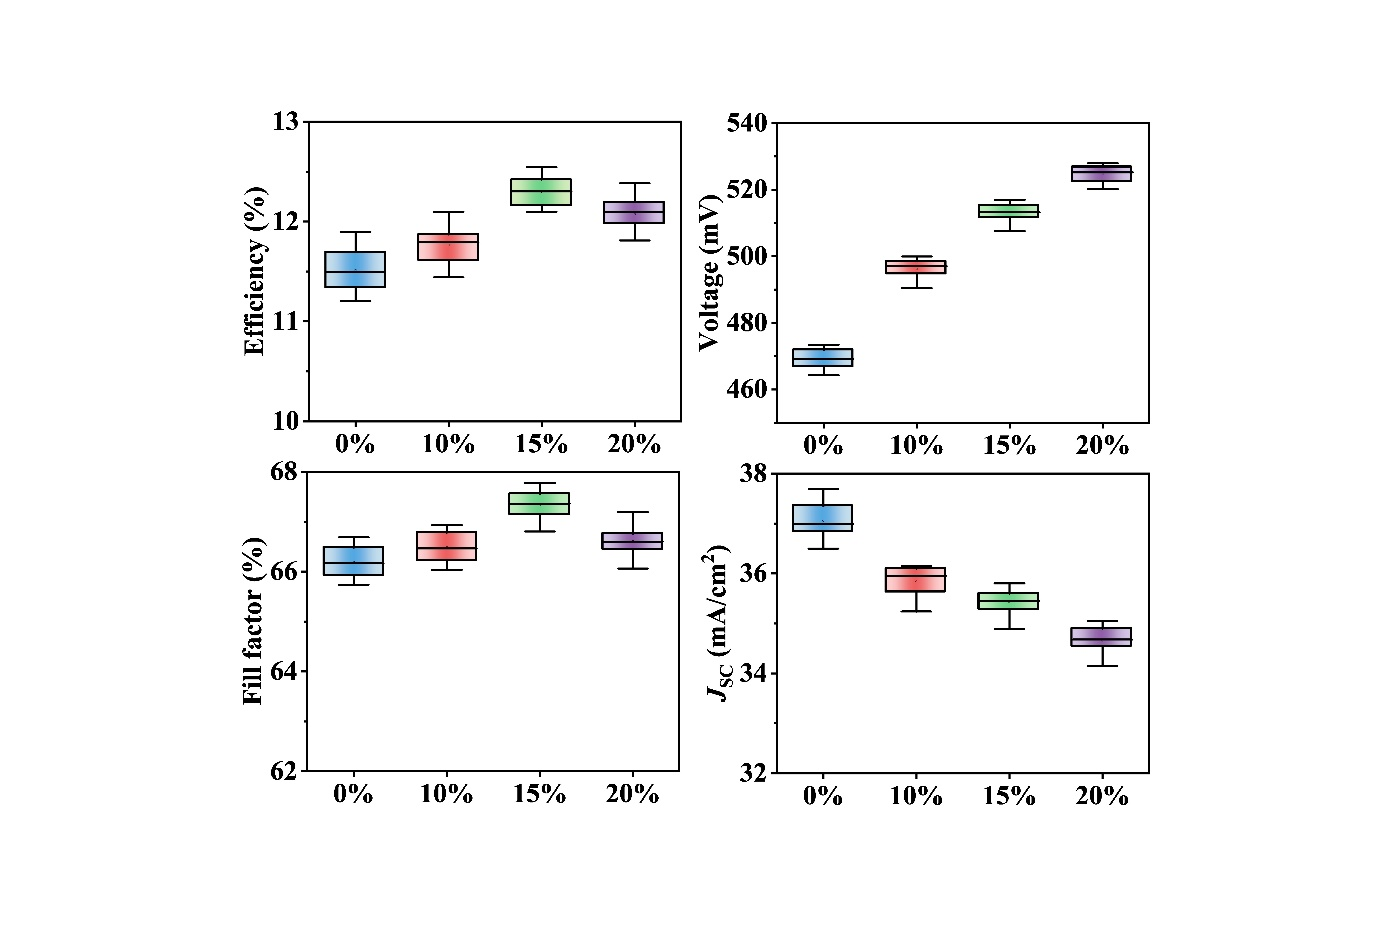 Efficiency (%)
13
12
11
10
0% 10% 15% 20%
Voltage (mV)
540
520
500
480
460
0% 10% 15% 20%
Fill factor (%)
68
66
64
62
0% 10% 15% 20%
JSC (mA/cm²)
38
36
34
32
0% 10% 15% 20%